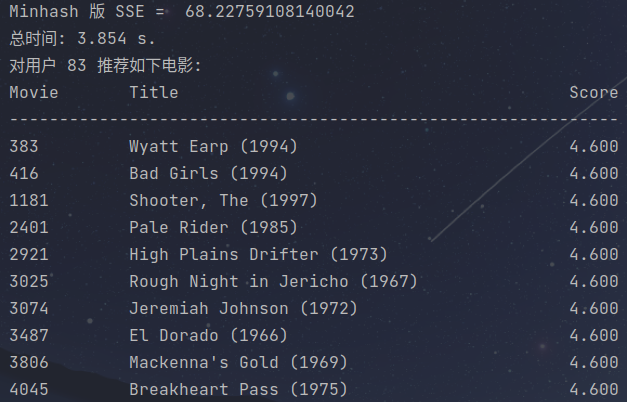 Minhash 版 SSE =  68.22759108140042
总时间: 3.854 s.
对用户 83 推荐如下电影:
Movie       Title                                       Score
-------------------------------------------------------------
383         Wyatt Earp (1994)                           4.600
416         Bad Girls (1994)                            4.600
1181        Shooter, The (1997)                         4.600
2401        Pale Rider (1985)                           4.600
2921        High Plains Drifter (1973)                  4.600
3025        Rough Night in Jericho (1967)               4.600
3074        Jeremiah Johnson (1972)                     4.600
3487        El Dorado (1966)                            4.600
3806        Mackenna's Gold (1969)                      4.600
4045        Breakheart Pass (1975)                      4.600